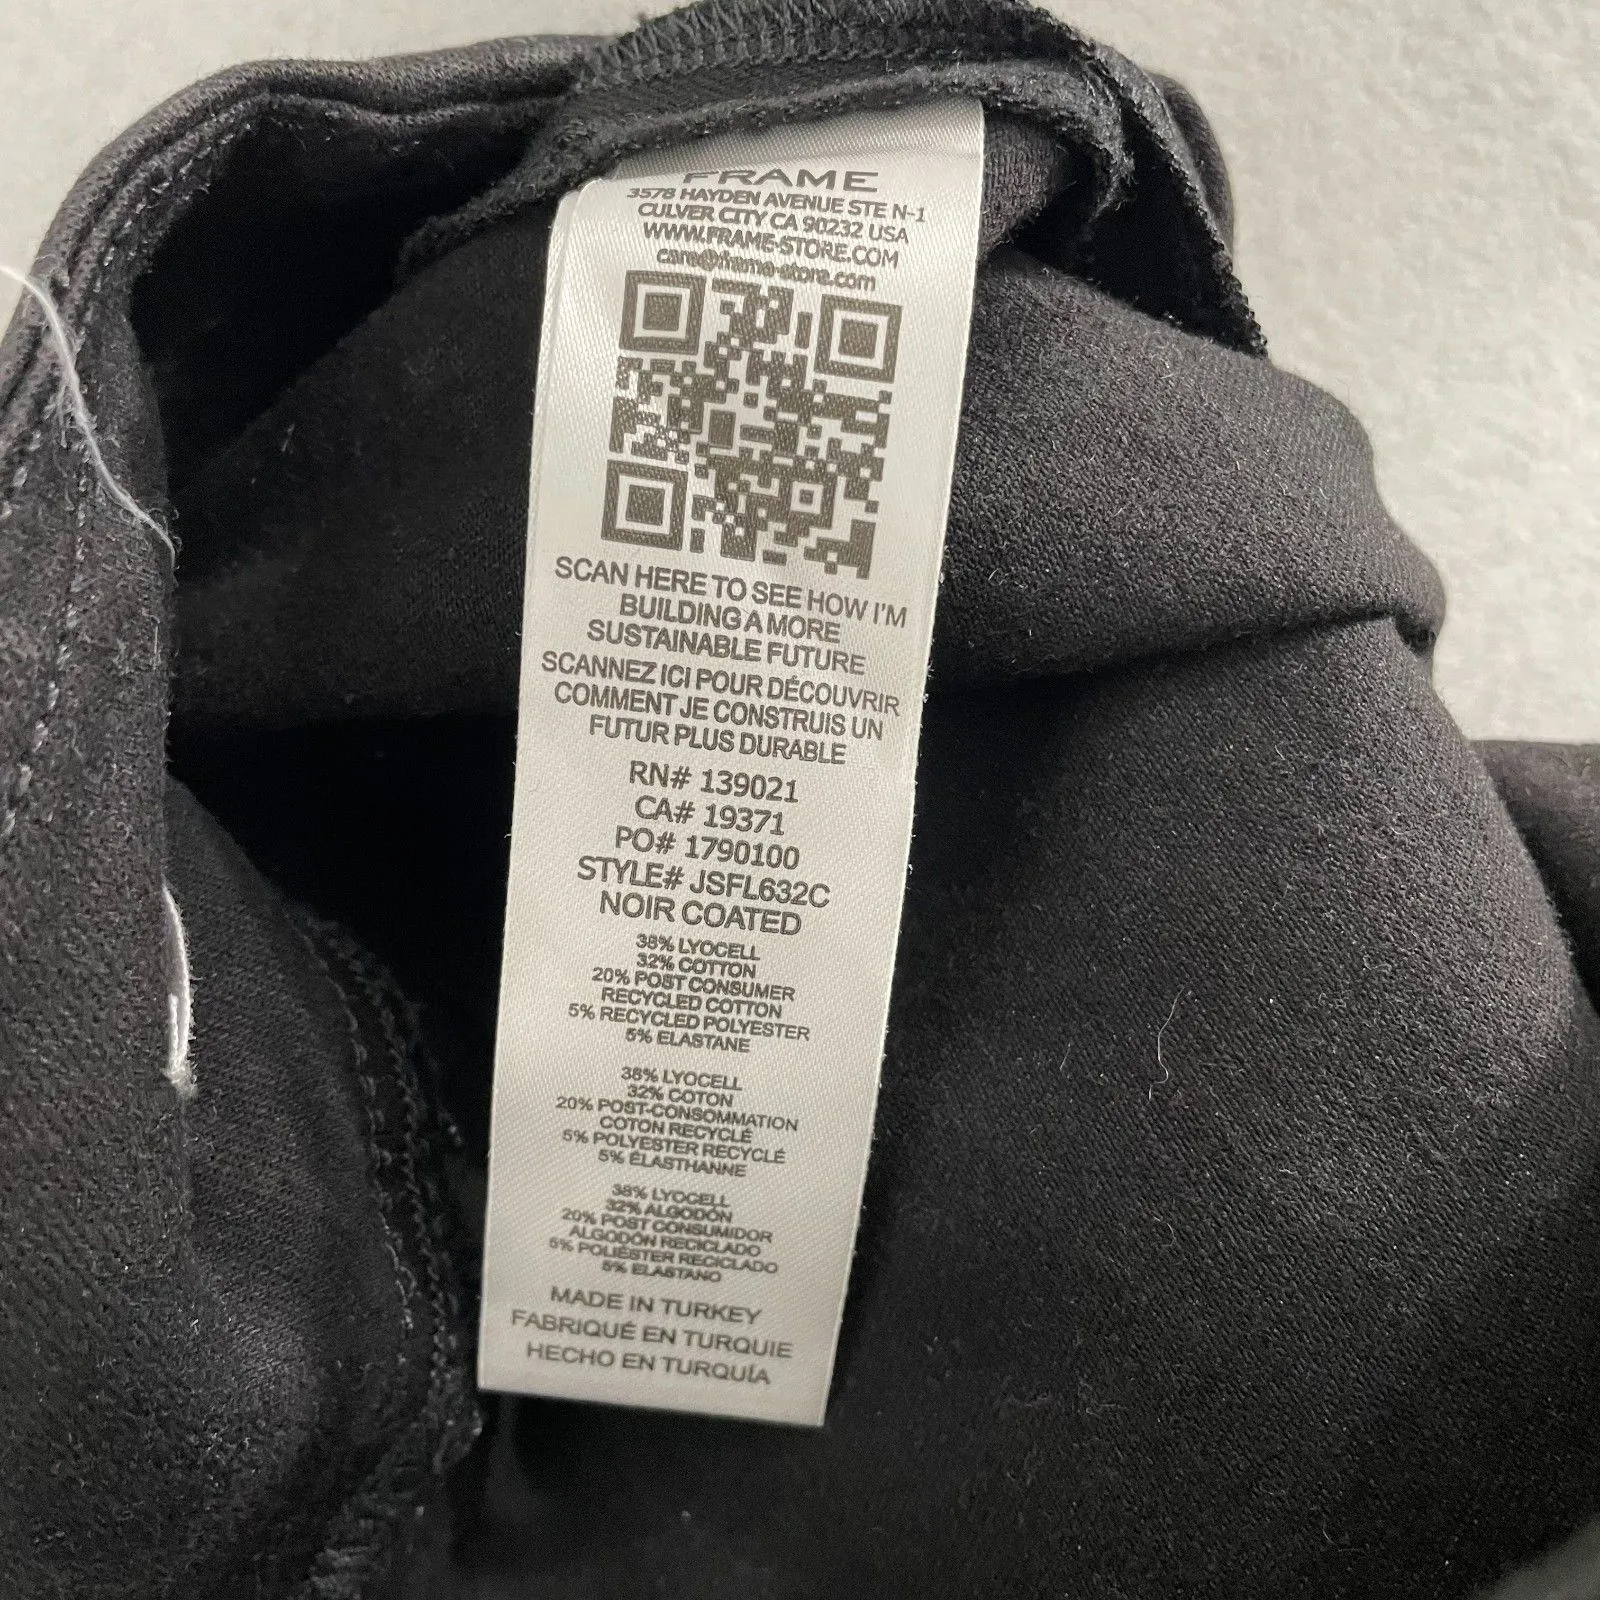 FRAME
3578 HAYDEN AVENUE STE N-1
CULVER CITY CA 90232 USA
WWW.FRAME-STORE.COM
care@frame-store.com
SCAN HERE TO SEE HOW I'M
BUILDING A MORE
SUSTAINABLE FUTURE
SCANNEZ ICI POUR DÉCOUVRIR
COMMENT JE CONSTRUIS UN
FUTUR PLUS DURABLE
RN# 139021
CA# 19371
PO# 1790100
STYLE# JSFL632C
NOIR COATED
38% LYOCELL
32% COTTON
20% POST CONSUMER
RECYCLED COTTON
5% RECYCLED POLYESTER
5% ELASTANE
38% LYOCELL
32% COTON
20% POST-CONSOMMATION
COTON RECYCLÉ
5% POLYESTER RECYCLÉ
5% ÉLASTHANNE
38% LYOCELL
32% ALGODÓN
20% POST CONSUMIDOR
ALGODÓN RECICLADO
5% POLIÉSTER RECICLADO
5% ELASTANO
MADE IN TURKEY
FABRIQUÉ EN TURQUIE
HECHO EN TURQUÍA